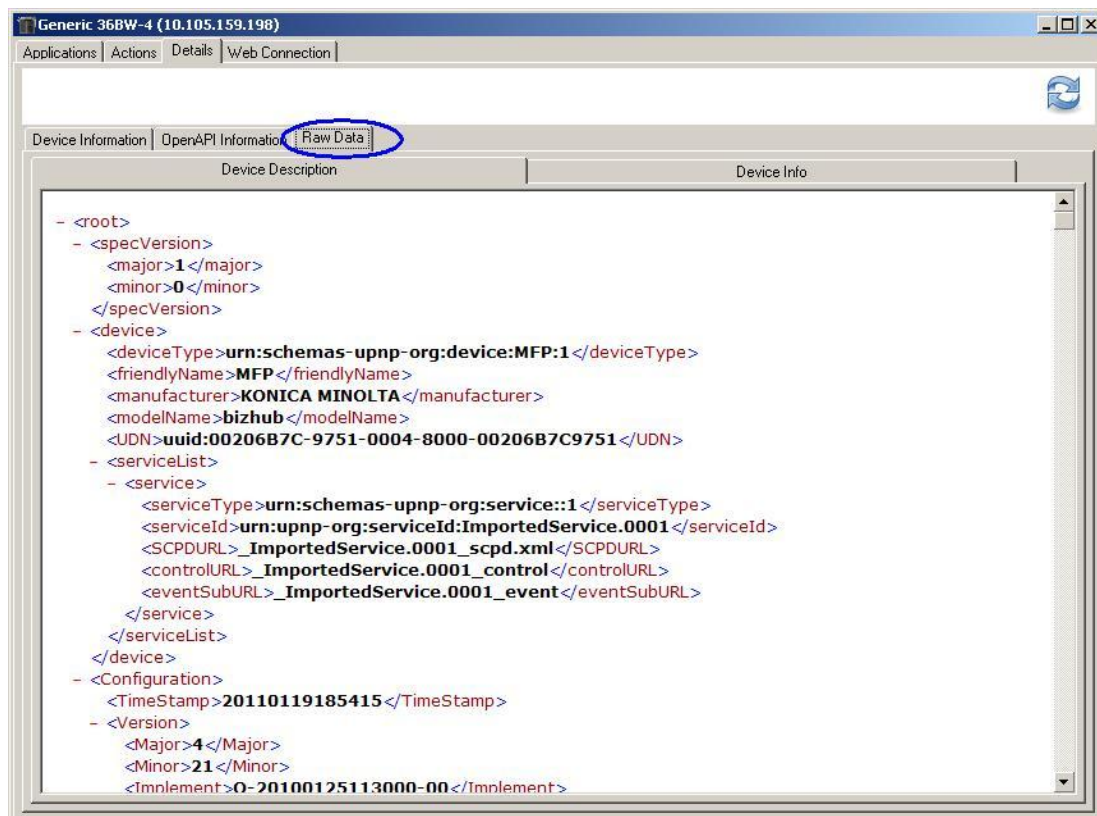 Generic 36BW-4 (10.105.159.198)
Applications Actions Details Web Connection
Device Information OpenAPI Information Raw Data
Device Description Device Info
- <root>
- <specVersion>
<major>1</major>
<minor>0</minor>
</specVersion>
- <device>
<deviceType>urn:schemas-upnp-org:device:MFP:1</deviceType>
<friendlyName>MFP</friendlyName>
<manufacturer>KONICA MINOLTA</manufacturer>
<modelName>bizhub</modelName>
<UDN>uuid:00206B7C-9751-0004-8000-00206B7C9751</UDN>
- <serviceList>
- <service>
<serviceType>urn:schemas-upnp-org:service::1</serviceType>
<serviceId>urn:upnp-org:serviceId:ImportedService.0001</serviceId>
<SCPDURL>_ImportedService.0001_scpd.xml</SCPDURL>
<controlURL>_ImportedService.0001_control</controlURL>
<eventSubURL>_ImportedService.0001_event</eventSubURL>
</service>
</serviceList>
</device>
- <Configuration>
<TimeStamp>20110119185415</TimeStamp>
- <Version>
<Major>4</Major>
<Minor>21</Minor>
<Implement>O-20100125113000-00</Implement>